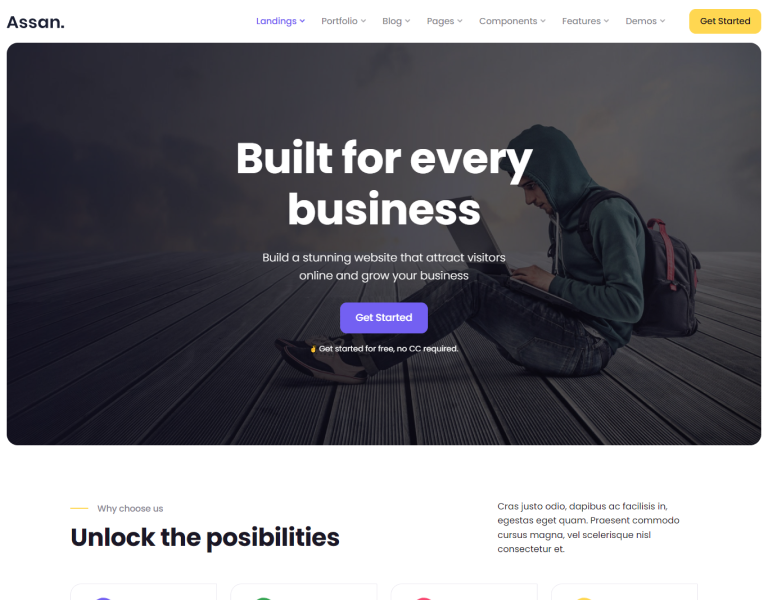 Assan.
Landings Portfolio Blog Pages Components Features Demos Get Started
Built for every
business
Build a stunning website that attract visitors
online and grow your business
Get Started
✌ Get started for free, no CC required.
Why choose us
Unlock the posibilities
Cras justo odio, dapibus ac facilisis in,
egestas eget quam. Praesent commodo
cursus magna, vel scelerisque nisl
consectetur et.